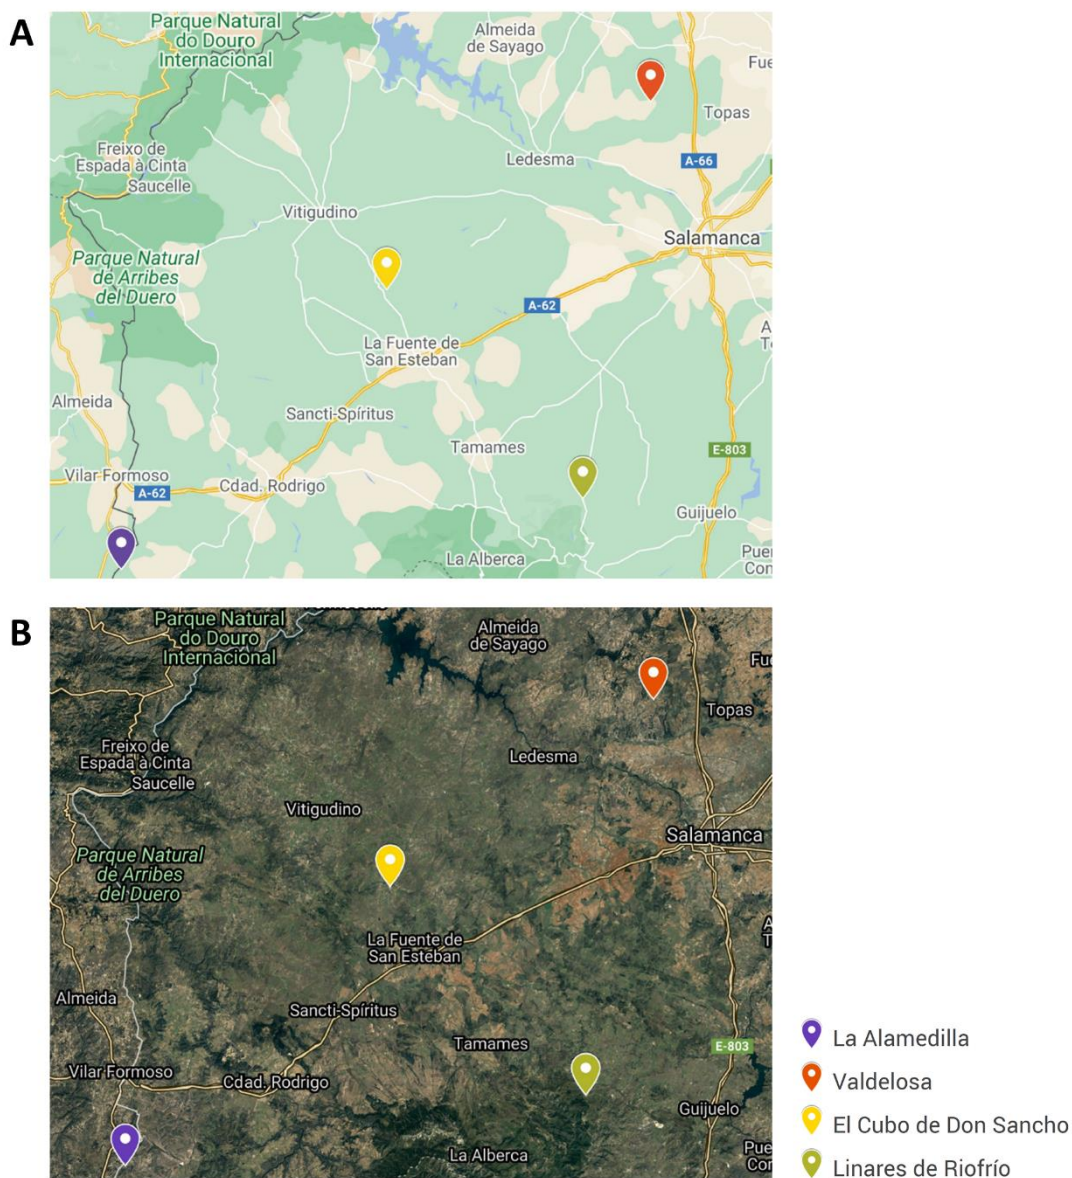 A
Parque Natural
do Douro
Internacional
Almeida
de Sayago
Fue
Topas
Freixo de
Espada à Cinta
Saucelle
Ledesma
A-66
Vitigudino
Salamanca
Parque Natural
de Arribes
del Duero
A-62
La Fuente de
San Esteban
A
T
Almeida
Sancti-Spíritus
Tamames
E-803
Vilar Formoso
A-62
Cdad. Rodrigo
Guijuelo
La Alberca
Puer
Con
B
Parque Natural
do Douro
Internacional
Almeida
de Sayago
Fu
Topas
Freixo de
Espada à Cinta
Saucelle
Ledesma
Vitigudino
Salamanca
Parque Natural
de Arribes
del Duero
A
T
La Fuente de
San Esteban
Almeida
Sancti-Spíritus
Tamames
E-803
Vilar Formoso
Cdad. Rodrigo
Guijuelo
La Alberca
Pue
Cor
La Alamedilla
Valdelosa
El Cubo de Don Sancho
Linares de Riofrío